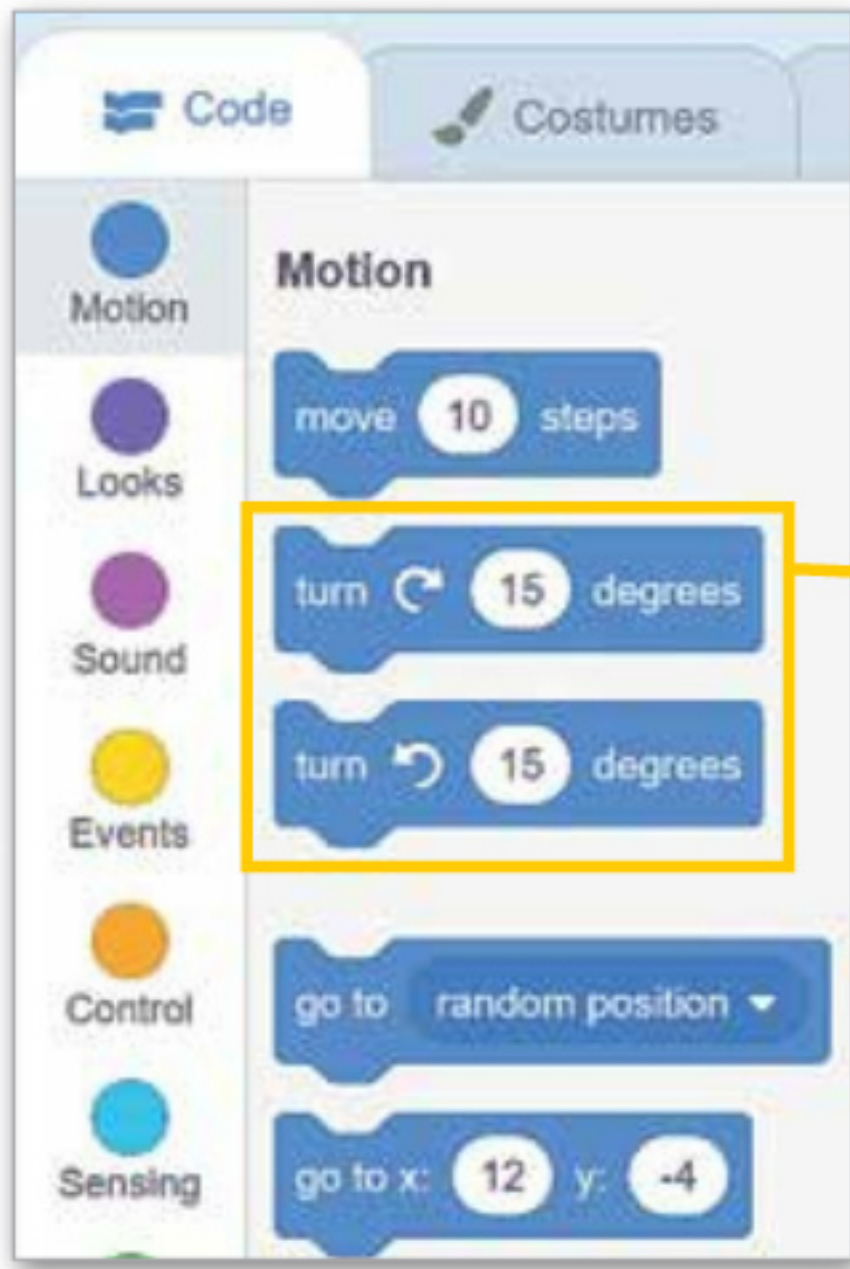 Code
Costumes
Motion
Looks
Sound
Events
Control
Sensing
Motion
move 10 steps
turn 15 degrees
turn 15 degrees
go to random position
go to x: 12 y: -4